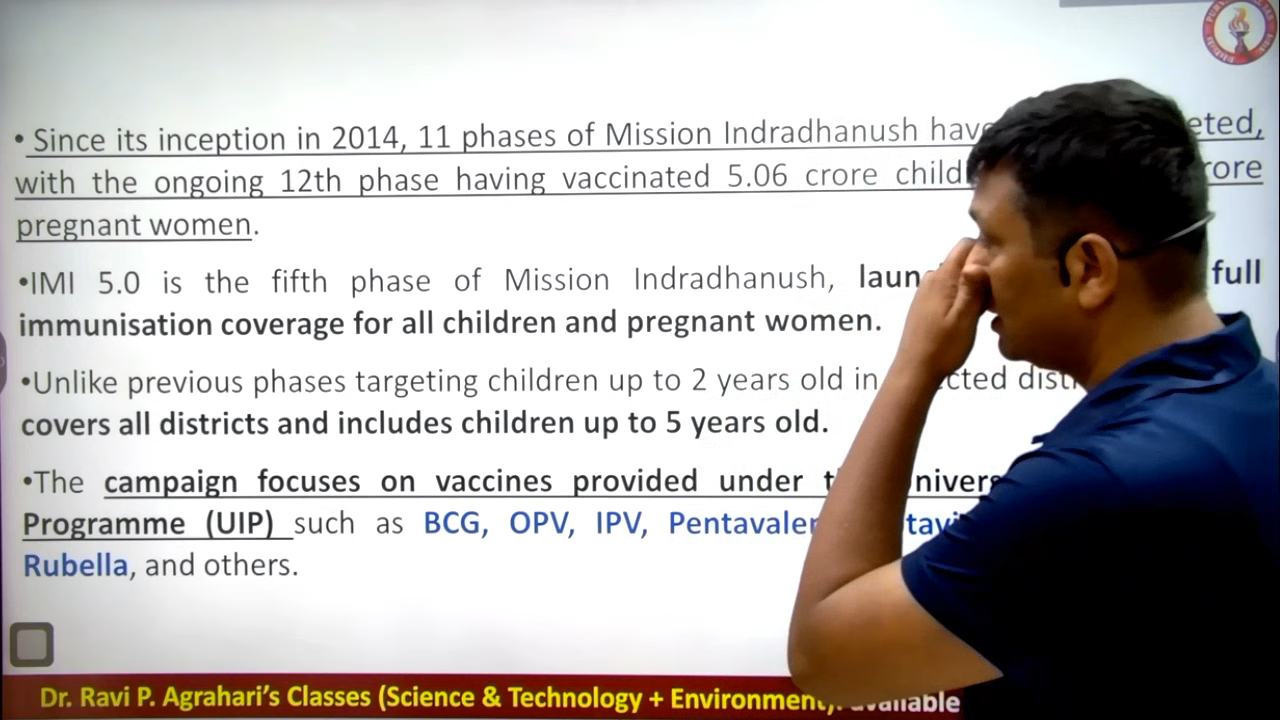 • Since its inception in 2014, 11 phases of Mission Indradhanush
with the ongoing 12th phase having vaccinated 5.06 crore
pregnant women.
•IMI 5.0 is the fifth phase of Mission Indradhanush, full
immunisation coverage for all children and pregnant women.
•Unlike previous phases targeting children up to 2 years old in
covers all districts and includes children up to 5 years old.
•The campaign focuses on vaccines provided under
Programme (UIP) such as BCG, OPV, IPV,
Rubella, and others.
Dr. Ravi P. Agrahari's Classes (Science & Technology + Environment): available